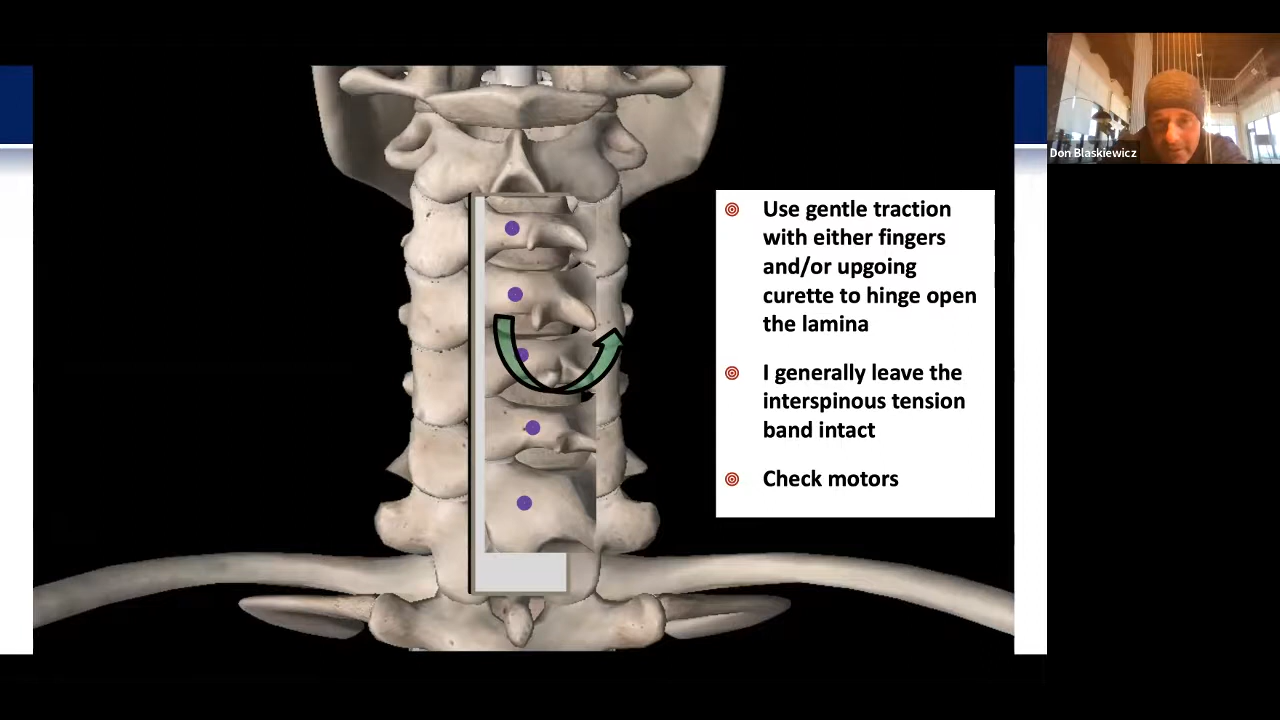 Don Blaskiewicz
Use gentle traction
with either fingers
and/or upgoing
curette to hinge open
the lamina
I generally leave the
interspinous tension
band intact
Check motors